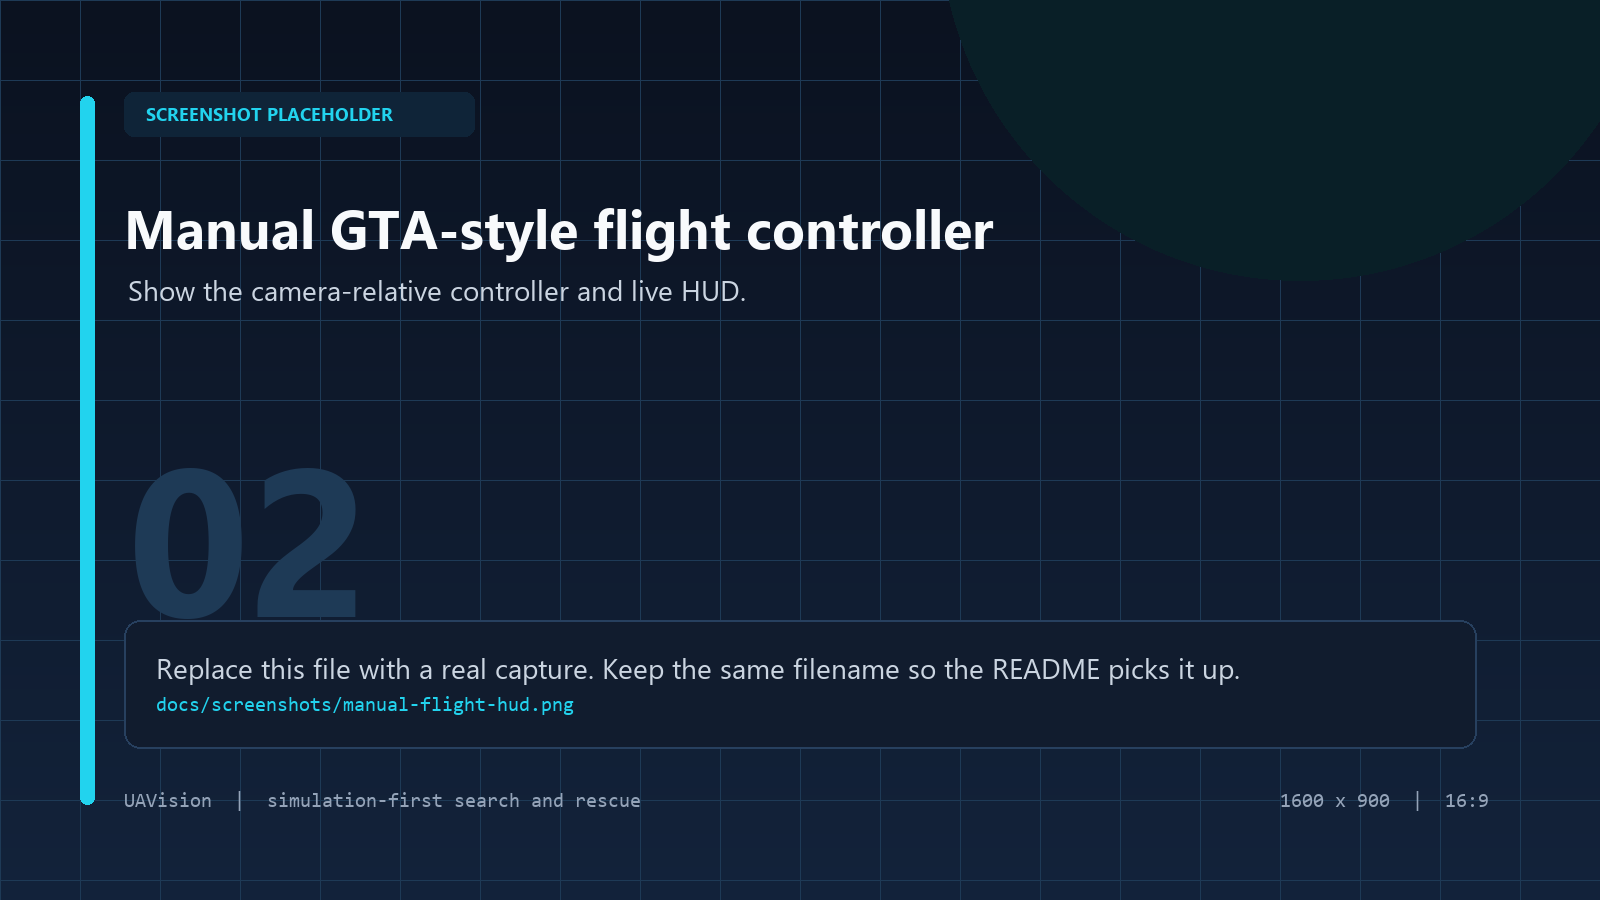 SCREENSHOT PLACEHOLDER
Manual GTA-style flight controller
Show the camera-relative controller and live HUD.
02
Replace this file with a real capture. Keep the same filename so the README picks it up.
docs/screenshots/manual-flight-hud.png
UAVision | simulation-first search and rescue
1600 x 900 | 16:9